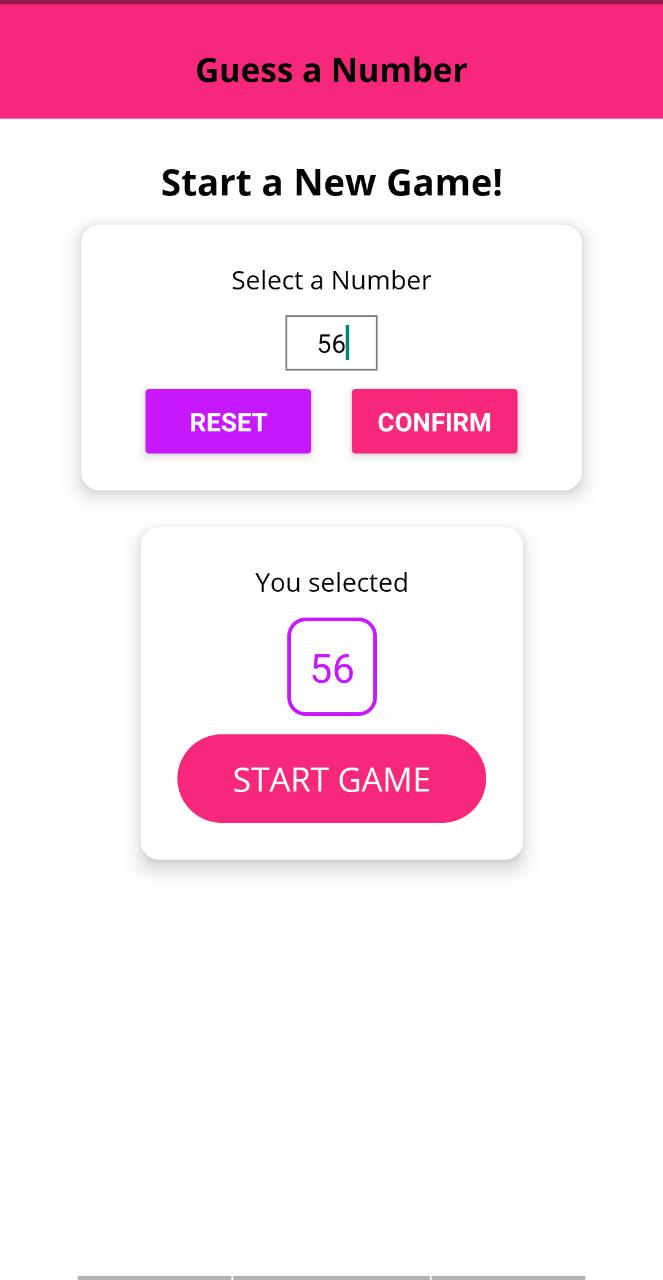 Guess a Number
Start a New Game!
Select a Number
56
RESET CONFIRM
You selected
56
START GAME